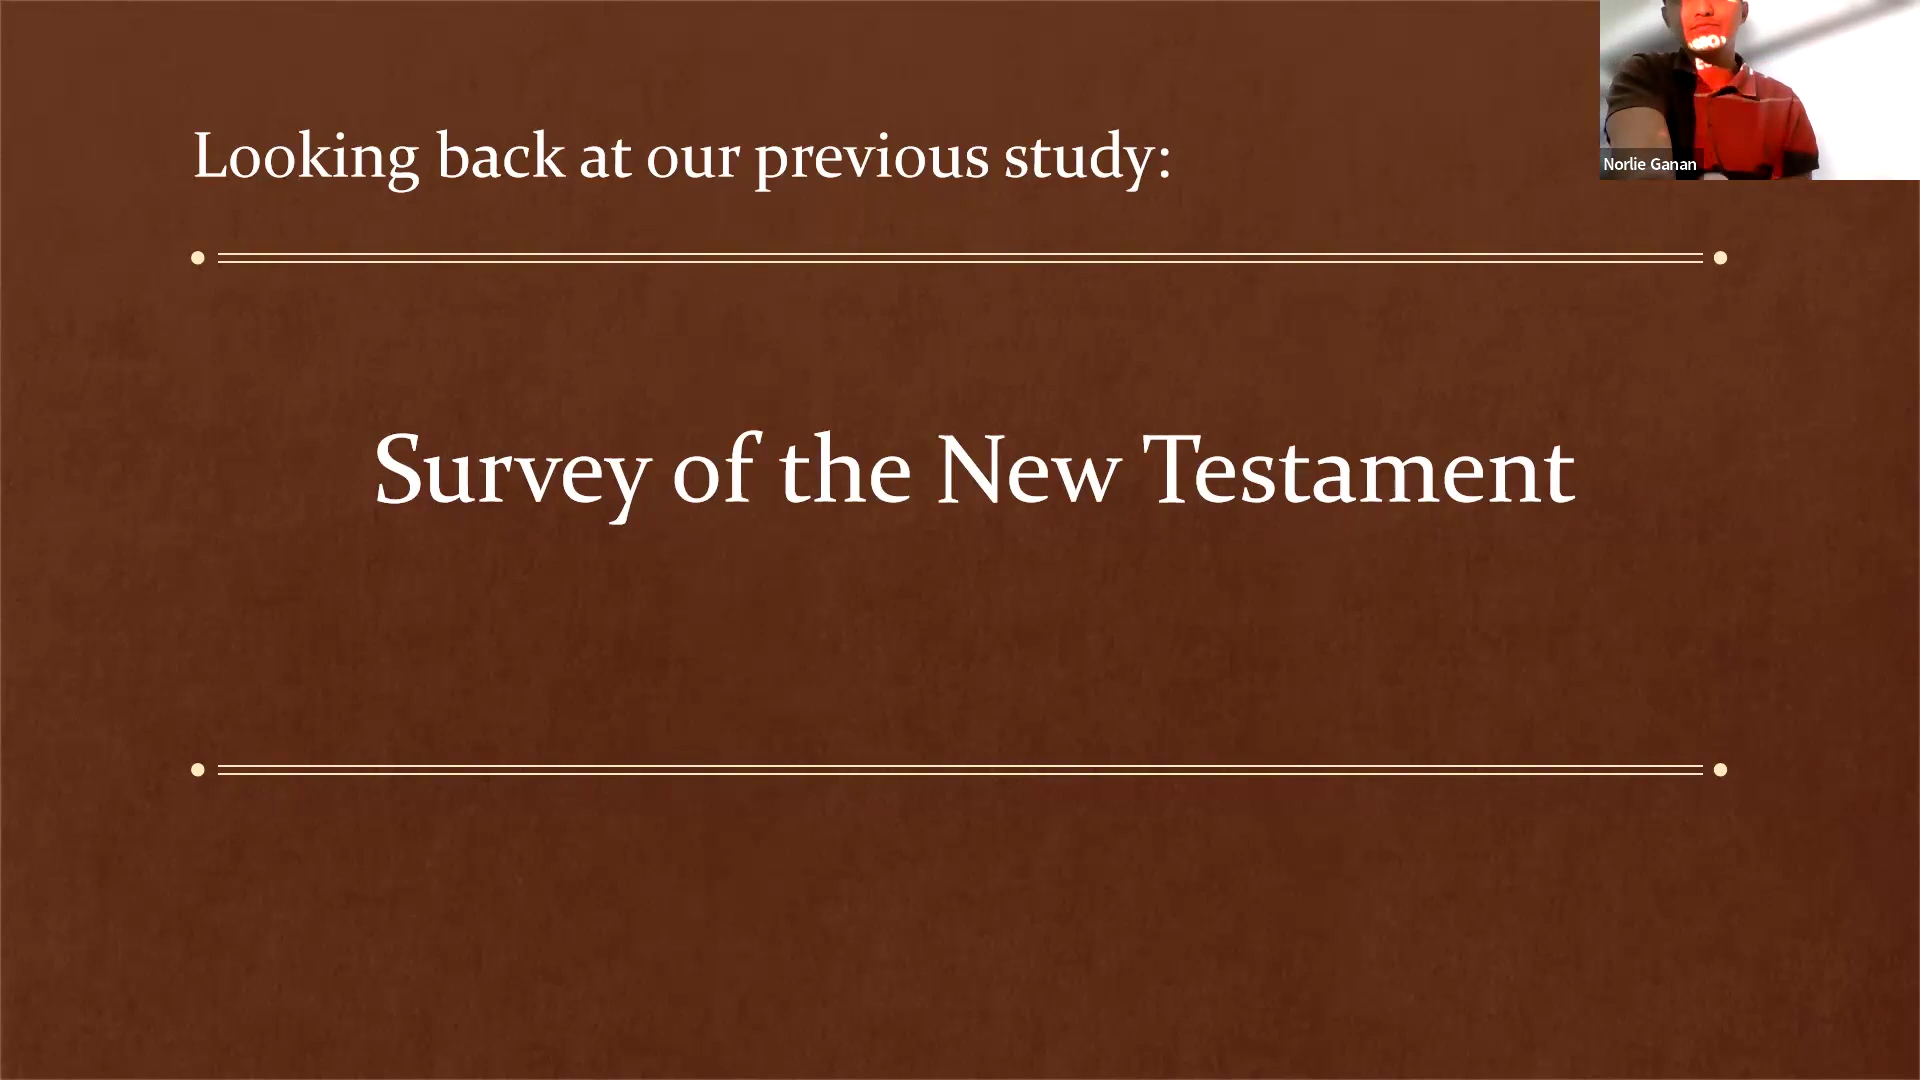 Looking back at our previous study:
Norlie Ganan
Survey of the New Testament